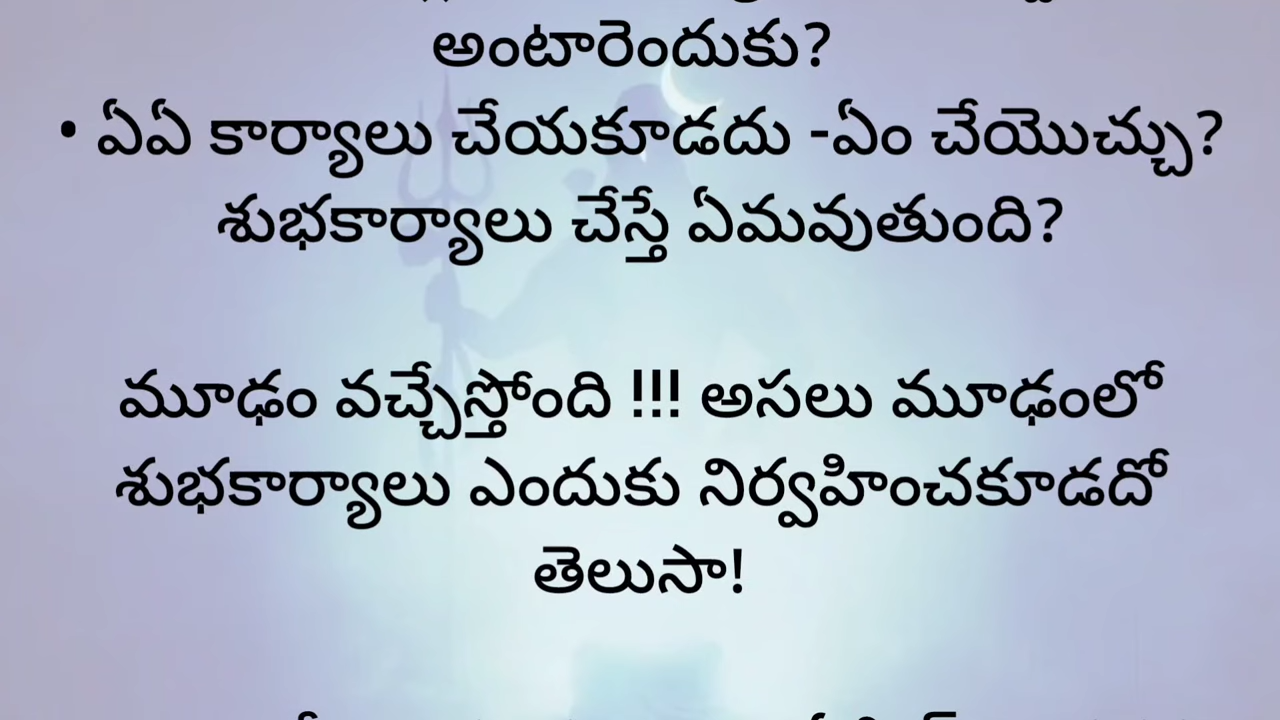 అంటారెందుకు?
• ఏఏ కార్యాలు చేయకూడదు -ఏం చేయొచ్చు?
శుభకార్యాలు చేస్తే ఏమవుతుంది?
మూఢం వచ్చేస్తోంది !!! అసలు మూఢంలో
శుభకార్యాలు ఎందుకు నిర్వహించకూడదో
తెలుసా!